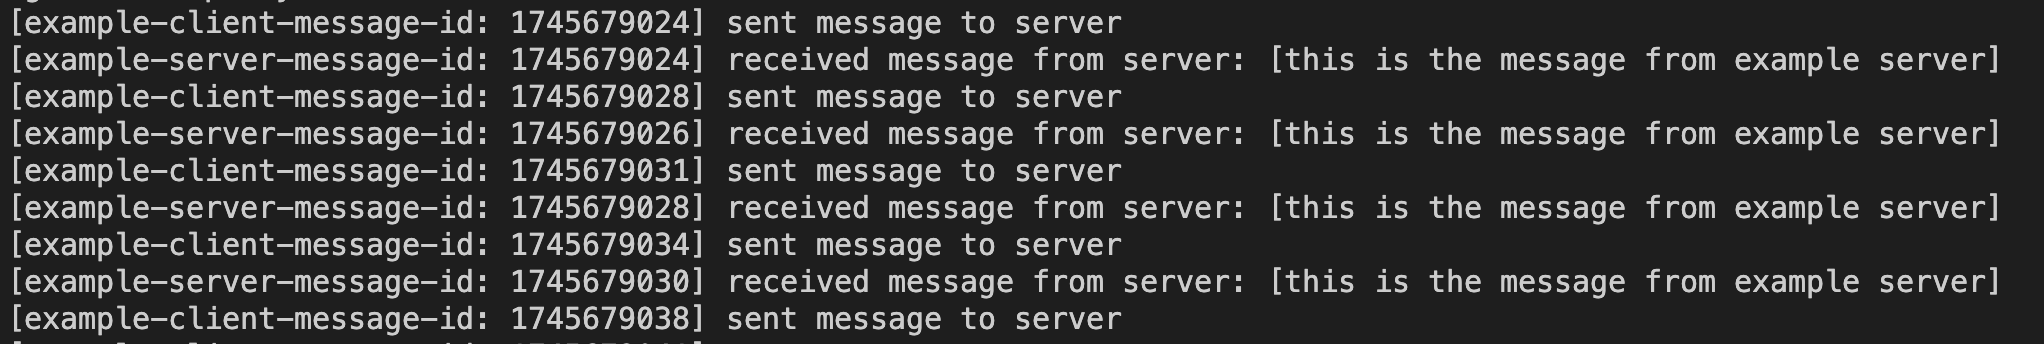 [example-client-message-id: 1745679024] sent message to server
[example-server-message-id: 1745679024] received message from server: [this is the message from example server]
[example-client-message-id: 1745679028] sent message to server
[example-server-message-id: 1745679026] received message from server: [this is the message from example server]
[example-client-message-id: 1745679031] sent message to server
[example-server-message-id: 1745679028] received message from server: [this is the message from example server]
[example-client-message-id: 1745679034] sent message to server
[example-server-message-id: 1745679030] received message from server: [this is the message from example server]
[example-client-message-id: 1745679038] sent message to server